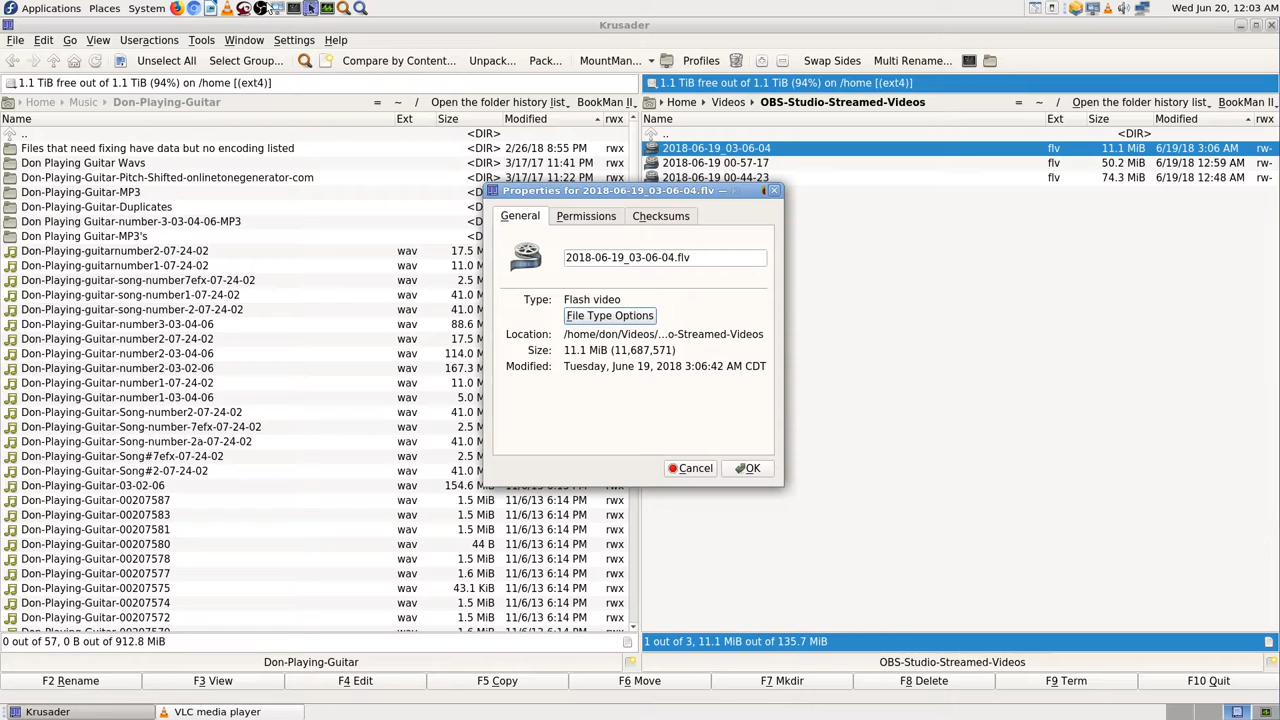 Applications Places System Wed Jun 20, 12:03 AM
Krusader
File Edit Go View Useractions Tools Window Settings Help
Unselect All Select Group... Compare by Content... Unpack... Pack... MountMan... Profiles Swap Sides Multi Rename...
1.1 TiB free out of 1.1 TiB (94%) on /home [(ext4)] 1.1 TiB free out of 1.1 TiB (94%) on /home [(ext4)]
Home Music Don-Playing-Guitar = ~ / Open the folder history list. BookMan II Home Videos OBS-Studio-Streamed-Videos = ~ / Open the folder history list. BookMan II
Name Ext Size Modified rwx Name Ext Size Modified rwx
.. <DIR> .. <DIR>
Files that need fixing have data but no encoding listed <DIR> 2/26/18 8:55 PM rwx 2018-06-19_03-06-04 flv 11.1 MiB 6/19/18 3:06 AM rw-
Don Playing Guitar Wavs <DIR> 3/17/17 11:41 PM rwx 2018-06-19 00-57-17 flv 50.2 MiB 6/19/18 12:59 AM rw-
Don-Playing-Guitar-Pitch-Shifted-onlinetonegenerator-com <DIR> 3/17/17 11:22 PM rwx 2018-06-19 00-44-23 flv 74.3 MiB 6/19/18 12:48 AM rw-
Don-Playing-Guitar-MP3 <DIR>
Don-Playing-Guitar-Duplicates <DIR>
Don Playing Guitar-number-3-03-04-06-MP3 <DIR>
Don Playing Guitar-MP3's <DIR>
Don-Playing-guitarnumber2-07-24-02 wav 17.5 M
Don-Playing-guitarnumber1-07-24-02 wav 11.0 M
Don-Playing-guitar-song-number7efx-07-24-02 wav 2.5 M
Don-Playing-guitar-song-number1-07-24-02 wav 41.0 M
Don-Playing-guitar-song-number-2-07-24-02 wav 41.0 M
Don-Playing-Guitar-number3-03-04-06 wav 88.6 M
Don-Playing-Guitar-number2-07-24-02 wav 17.5 M
Don-Playing-Guitar-number2-03-04-06 wav 114.0 M
Don-Playing-Guitar-number2-03-02-06 wav 167.3 M
Don-Playing-Guitar-number1-07-24-02 wav 11.0 M
Don-Playing-Guitar-number1-03-04-06 wav 5.0 M
Don-Playing-Guitar-Song-number2-07-24-02 wav 41.0 M
Don-Playing-Guitar-Song-number-7efx-07-24-02 wav 2.5 M
Don-Playing-Guitar-Song-number-2a-07-24-02 wav 41.0 M
Don-Playing-Guitar-Song#7efx-07-24-02 wav 2.5 M
Don-Playing-Guitar-Song#2-07-24-02 wav 41.0 M
Don-Playing-Guitar-03-02-06 wav 154.6 MiB 11/6/13 6:15 PM rwx
Don-Playing-Guitar-00207587 wav 1.5 MiB 11/6/13 6:14 PM rwx
Don-Playing-Guitar-00207583 wav 1.5 MiB 11/6/13 6:14 PM rwx
Don-Playing-Guitar-00207581 wav 1.5 MiB 11/6/13 6:14 PM rwx
Don-Playing-Guitar-00207580 wav 44 B 11/6/13 6:14 PM rwx
Don-Playing-Guitar-00207578 wav 1.5 MiB 11/6/13 6:14 PM rwx
Don-Playing-Guitar-00207577 wav 1.6 MiB 11/6/13 6:14 PM rwx
Don-Playing-Guitar-00207575 wav 43.1 KiB 11/6/13 6:14 PM rwx
Don-Playing-Guitar-00207574 wav 1.5 MiB 11/6/13 6:14 PM rwx
Don-Playing-Guitar-00207572 wav 1.5 MiB 11/6/13 6:14 PM rwx
Properties for 2018-06-19_03-06-04.flv —
General Permissions Checksums
2018-06-19_03-06-04.flv
Type: Flash video
File Type Options
Location: /home/don/Videos/...o-Streamed-Videos
Size: 11.1 MiB (11,687,571)
Modified: Tuesday, June 19, 2018 3:06:42 AM CDT
Cancel OK
0 out of 57, 0 B out of 912.8 MiB 1 out of 3, 11.1 MiB out of 135.7 MiB
Don-Playing-Guitar OBS-Studio-Streamed-Videos
F2 Rename F3 View F4 Edit F5 Copy F6 Move F7 Mkdir F8 Delete F9 Term F10 Quit
Krusader VLC media player